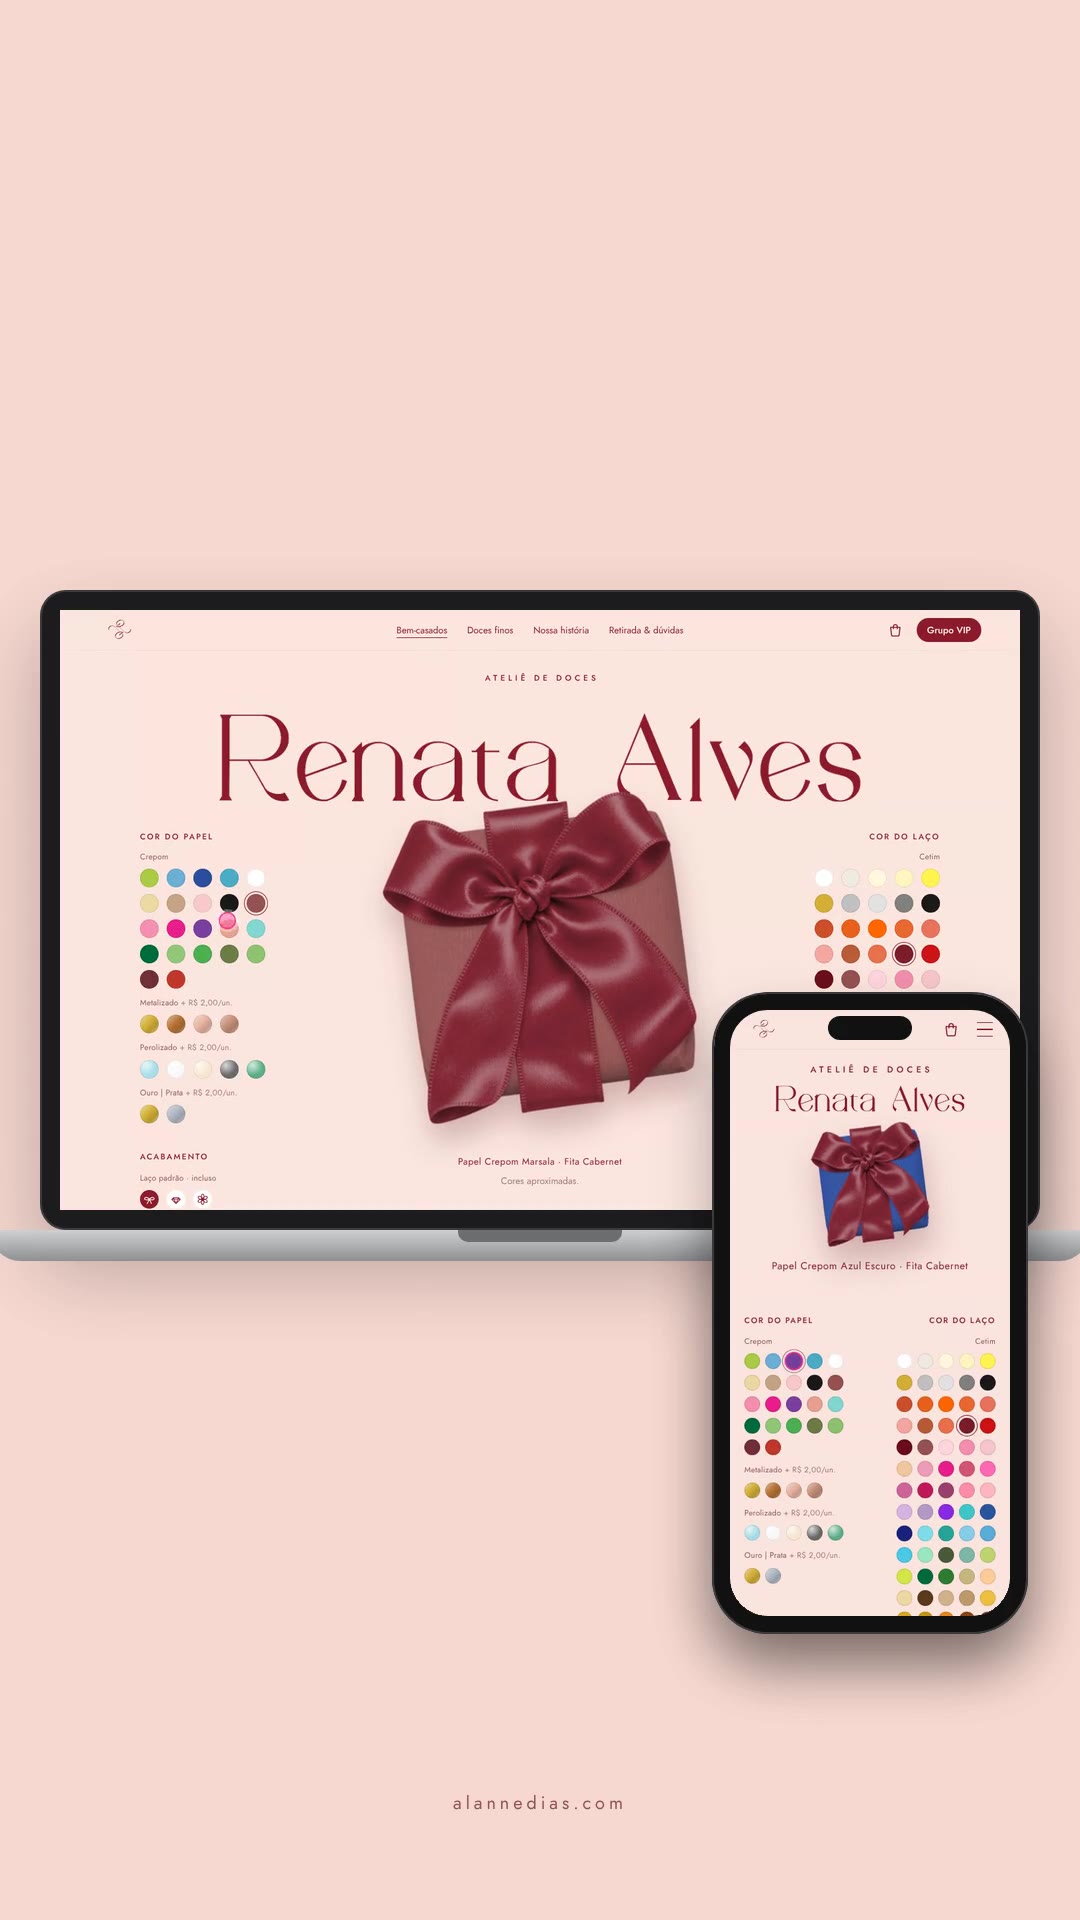 Bem-casados
Doces finos
Nossa história
Retirada & dúvidas
Grupo VIP
ATELIÊ DE DOCES
Renata Alves
COR DO PAPEL
Crepom
Metalizado + R$ 2,00/un.
Perolizado + R$ 2,00/un.
Ouro | Prata + R$ 2,00/un.
ACABAMENTO
Laço padrão · incluso
Papel Crepom Marsala · Fita Cabernet
Cores aproximadas.
COR DO LAÇO
Cetim
ATELIÊ DE DOCES
Renata Alves
Papel Crepom Azul Escuro · Fita Cabernet
COR DO PAPEL
Crepom
Metalizado + R$ 2,00/un.
Perolizado + R$ 2,00/un.
Ouro | Prata + R$ 2,00/un.
COR DO LAÇO
Cetim
alannedias.com